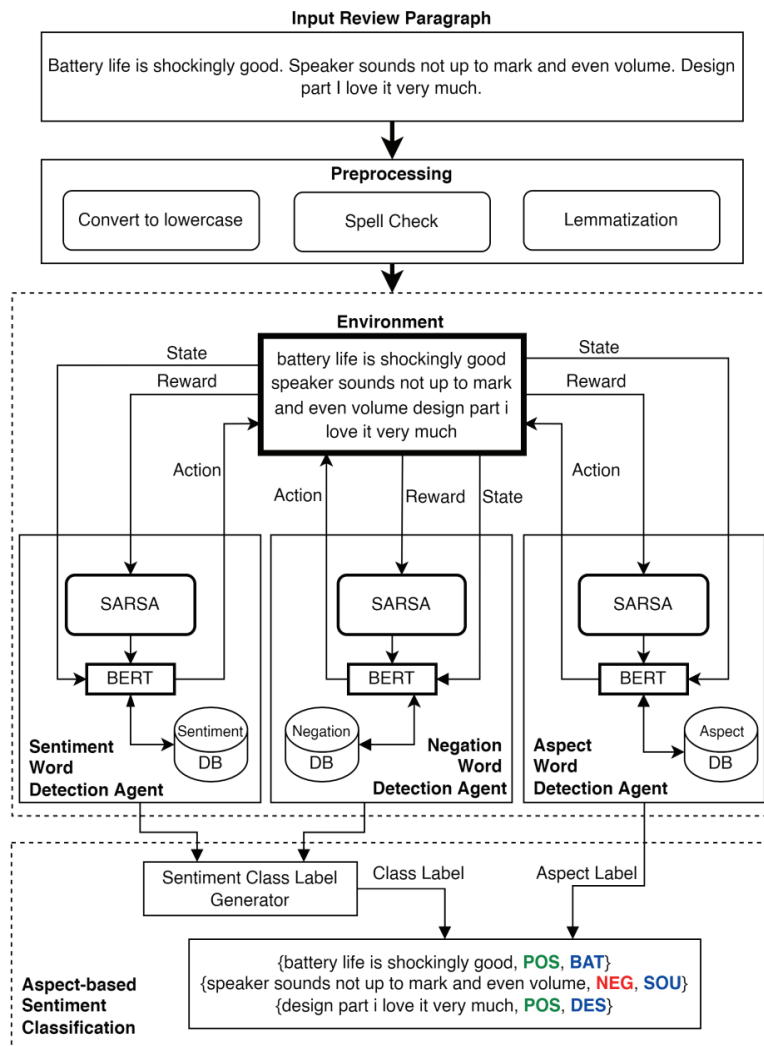 Input Review Paragraph
Battery life is shockingly good. Speaker sounds not up to mark and even volume. Design
part I love it very much.
Preprocessing
Convert to lowercase
Spell Check
Lemmatization
Environment
battery life is shockingly good
speaker sounds not up to mark
and even volume design part i
love it very much
State
Reward
Action
Action
Reward
State
State
Reward
Action
SARSA
BERT
Sentiment
DB
Sentiment
Word
Detection Agent
SARSA
BERT
Negation
DB
Negation
Word
Detection Agent
SARSA
BERT
Aspect
DB
Aspect
Word
Detection Agent
Sentiment Class Label
Generator
Class Label
Aspect Label
{battery life is shockingly good, POS, BAT}
{speaker sounds not up to mark and even volume, NEG, SOU}
{design part i love it very much, POS, DES}
Aspect-based
Sentiment
Classification